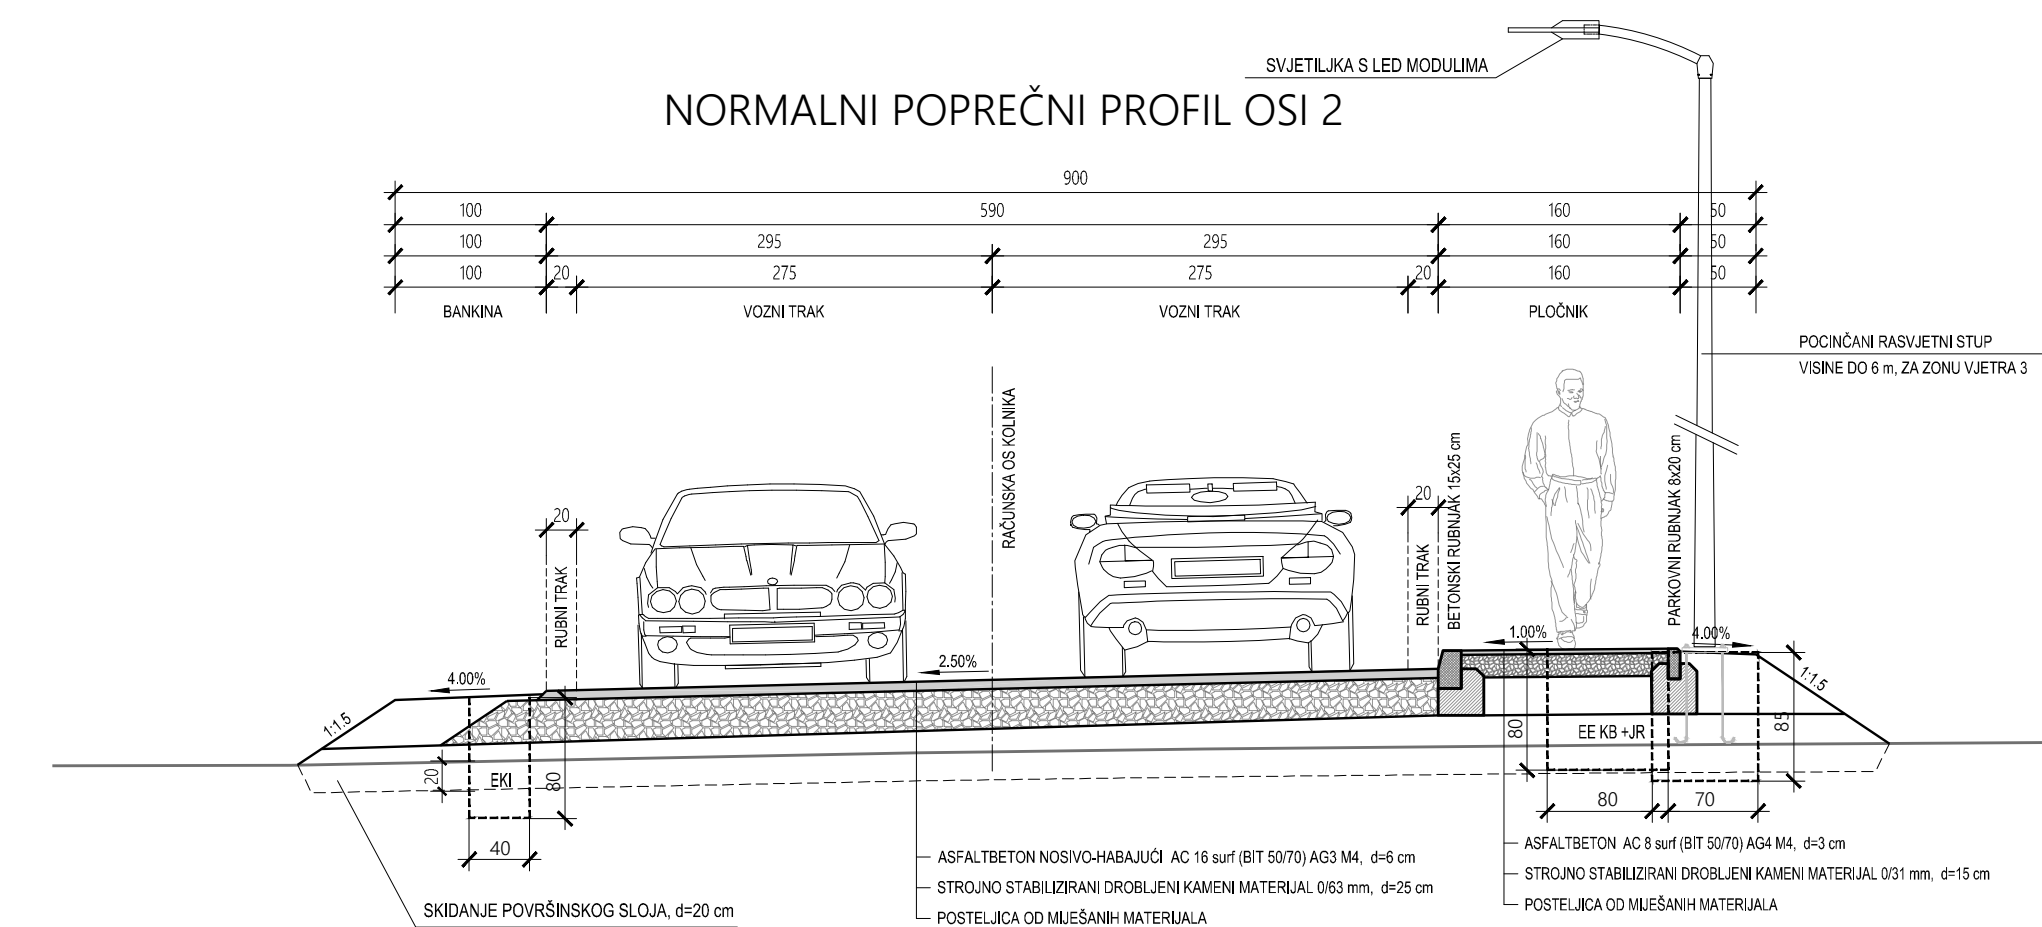 SVJETILJKA S LED MODULIMA
NORMALNI POPREČNI PROFIL OSI 2
900
100 590 160 50
100 295 295 160 50
100 20 275 275 20 160 50
BANKINA VOZNI TRAK VOZNI TRAK PLOČNIK
POCINČANI RASVJETNI STUP
VISINE DO 6 m, ZA ZONU VJETRA 3
RAČUNSKA OS KOLNIKA
BETONSKI RUBNJAK 15x25 cm
PARKOVNI RUBNJAK 8x20 cm
20
20
RUBNI TRAK
RUBNI TRAK
4.00%
2.50%
1.00%
4.00%
1:1.5
1:1.5
20
EKI
80
40
80
EE KB +JR
85
80
70
ASFALTBETON NOSIVO-HABAJUĆI AC 16 surf (BIT 50/70) AG3 M4, d=6 cm
STROJNO STABILIZIRANI DROBLJENI KAMENI MATERIJAL 0/63 mm, d=25 cm
POSTELJICA OD MIJEŠANIH MATERIJALA
ASFALTBETON AC 8 surf (BIT 50/70) AG4 M4, d=3 cm
STROJNO STABILIZIRANI DROBLJENI KAMENI MATERIJAL 0/31 mm, d=15 cm
POSTELJICA OD MIJEŠANIH MATERIJALA
SKIDANJE POVRŠINSKOG SLOJA, d=20 cm